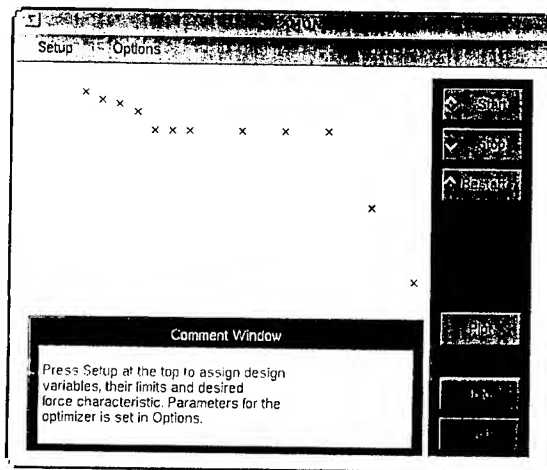 Setup Options
Start
Stop
Restart
Plot
Comment Window
Press Setup at the top to assign design
variables, their limits and desired
force characteristic. Parameters for the
optimizer is set in Options.